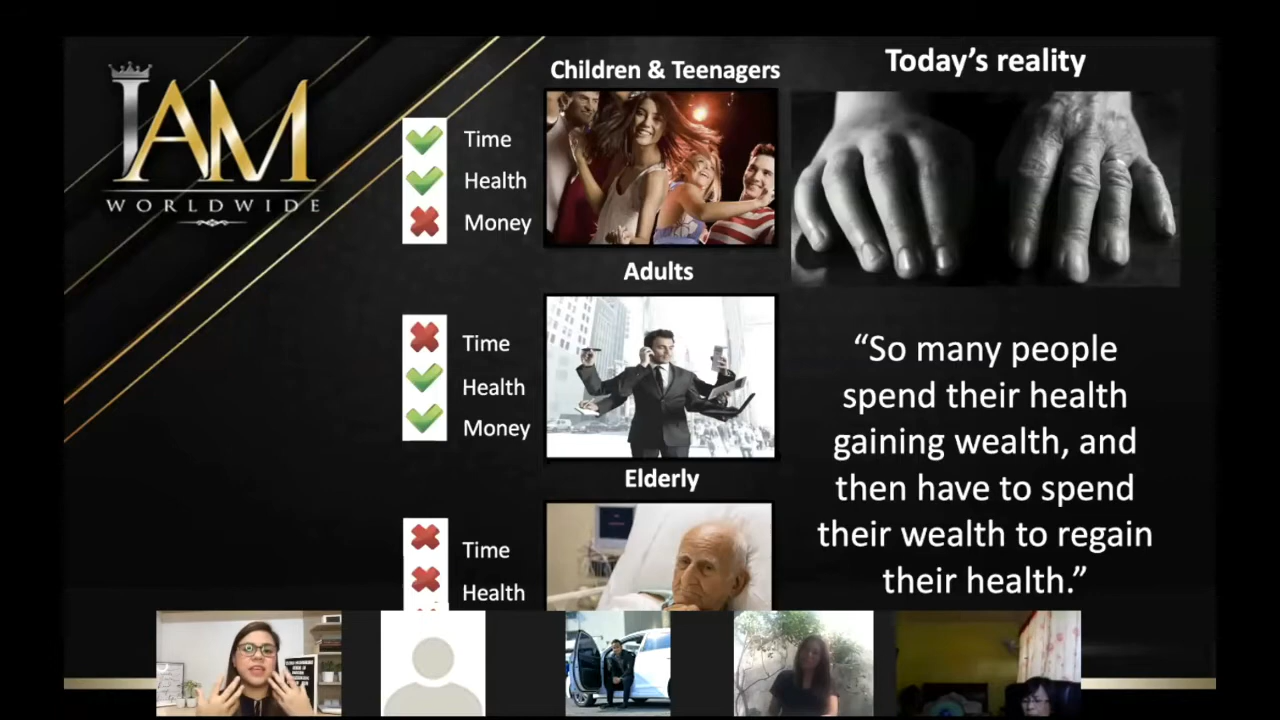 IAM
WORLDWIDE
Children & Teenagers
Time
Health
Money
Adults
Time
Health
Money
Elderly
Time
Health
Today's reality
“So many people
spend their health
gaining wealth, and
then have to spend
their wealth to regain
their health.”